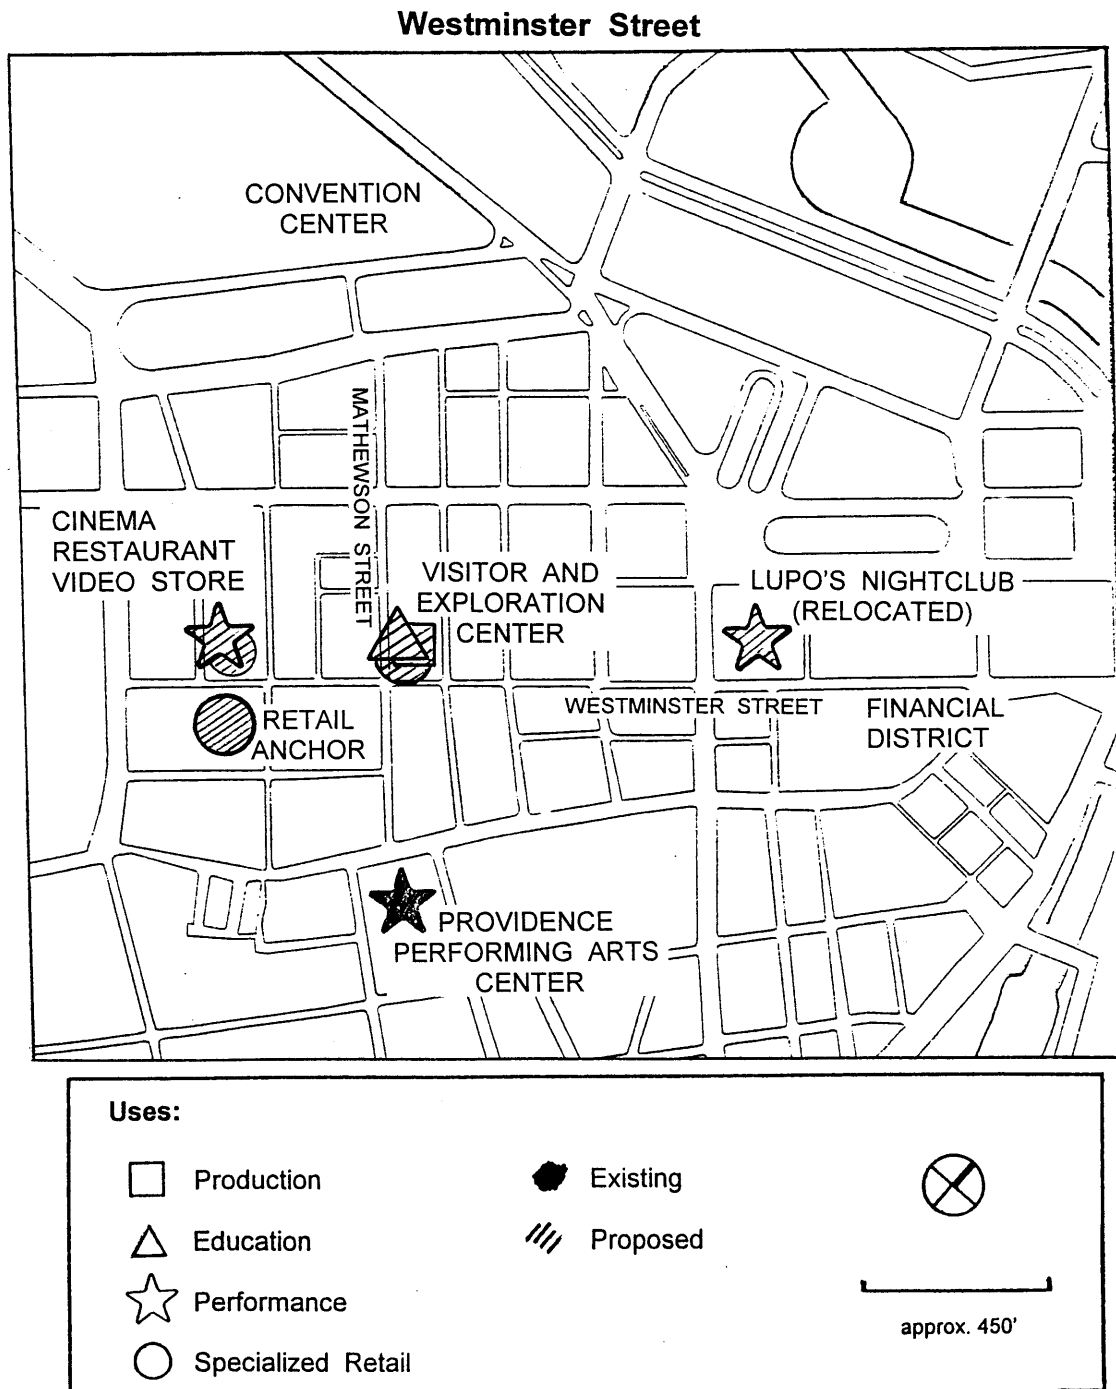 Westminster Street
CONVENTION
CENTER
MATHEWSON STREET
CINEMA
RESTAURANT
VIDEO STORE
VISITOR AND
EXPLORATION
CENTER
LUPO'S NIGHTCLUB
(RELOCATED)
WESTMINSTER STREET
FINANCIAL
DISTRICT
RETAIL
ANCHOR
PROVIDENCE
PERFORMING ARTS
CENTER
Uses:
Production
Education
Performance
Specialized Retail
Existing
Proposed
approx. 450'